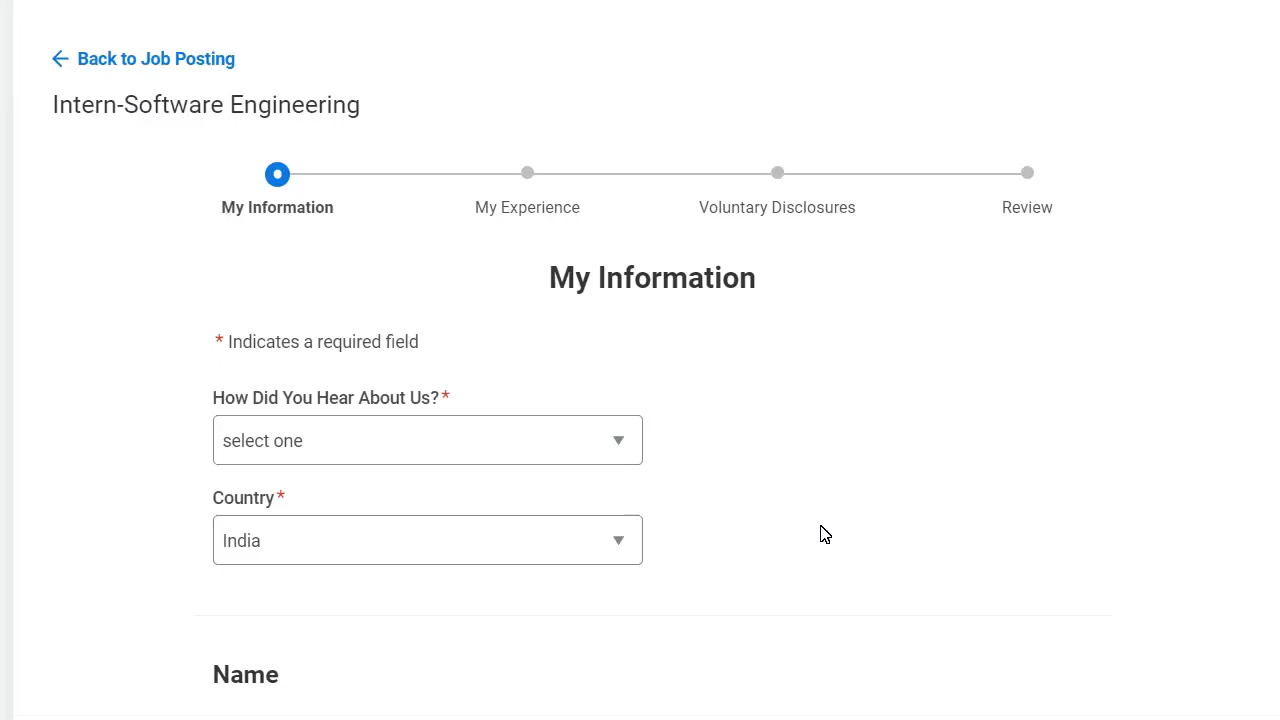 Back to Job Posting
Intern-Software Engineering
My Information
My Experience
Voluntary Disclosures
Review
My Information
* Indicates a required field
How Did You Hear About Us?*
select one
Country*
India
Name